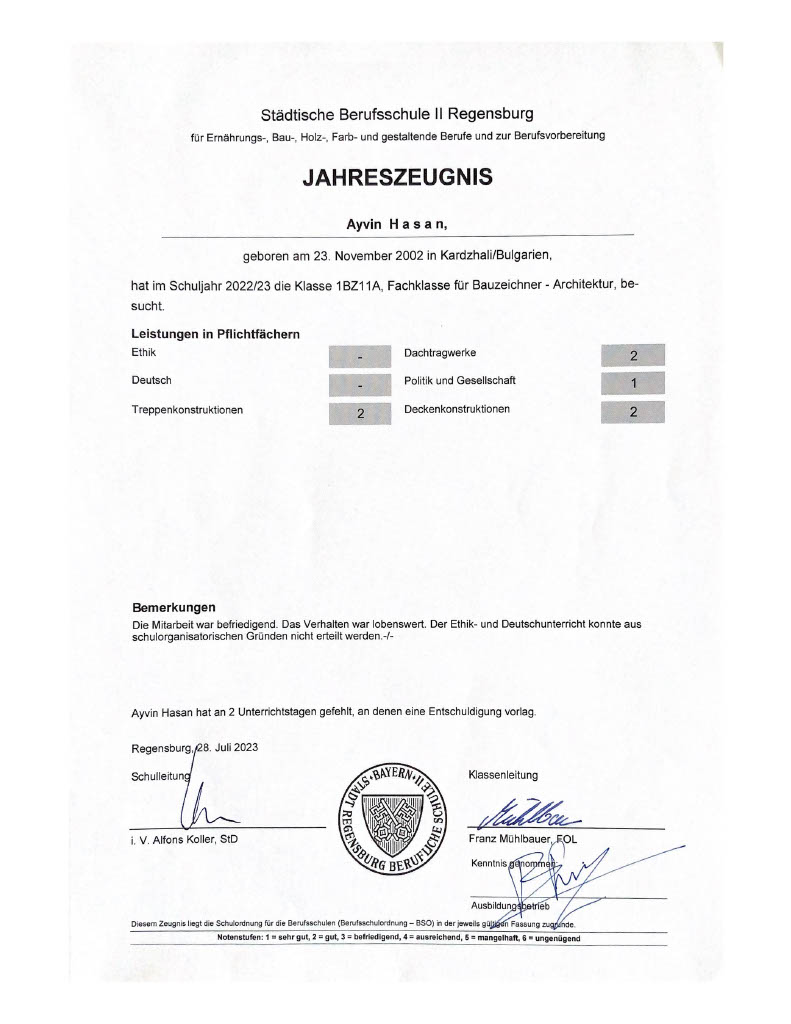 Städtische Berufsschule II Regensburg
für Ernährungs-, Bau-, Holz-, Farb- und gestaltende Berufe und zur Berufsvorbereitung
JAHRESZEUGNIS
Ayvin H a s a n,
geboren am 23. November 2002 in Kardzhali/Bulgarien,
hat im Schuljahr 2022/23 die Klasse 1BZ11A, Fachklasse für Bauzeichner - Architektur, be-
sucht.
Leistungen in Pflichtfächern
Ethik - Dachtragwerke 2
Deutsch - Politik und Gesellschaft 1
Treppenkonstruktionen 2 Deckenkonstruktionen 2
Bemerkungen
Die Mitarbeit war befriedigend. Das Verhalten war lobenswert. Der Ethik- und Deutschunterricht konnte aus
schulorganisatorischen Gründen nicht erteilt werden.-/-
Ayvin Hasan hat an 2 Unterrichtstagen gefehlt, an denen eine Entschuldigung vorlag.
Regensburg, 28. Juli 2023
Schulleitung Klassenleitung
STADT REGENSBURG BERUFLICHE SCHULE II · BAYERN ·
Mühlbau
i. V. Alfons Koller, StD Franz Mühlbauer, FOL
Kenntnis genommen:
Ausbildungsbetrieb
Diesem Zeugnis liegt die Schulordnung für die Berufsschulen (Berufsschulordnung – BSO) in der jeweils gültigen Fassung zugrunde.
Notenstufen: 1 = sehr gut, 2 = gut, 3 = befriedigend, 4 = ausreichend, 5 = mangelhaft, 6 = ungenügend